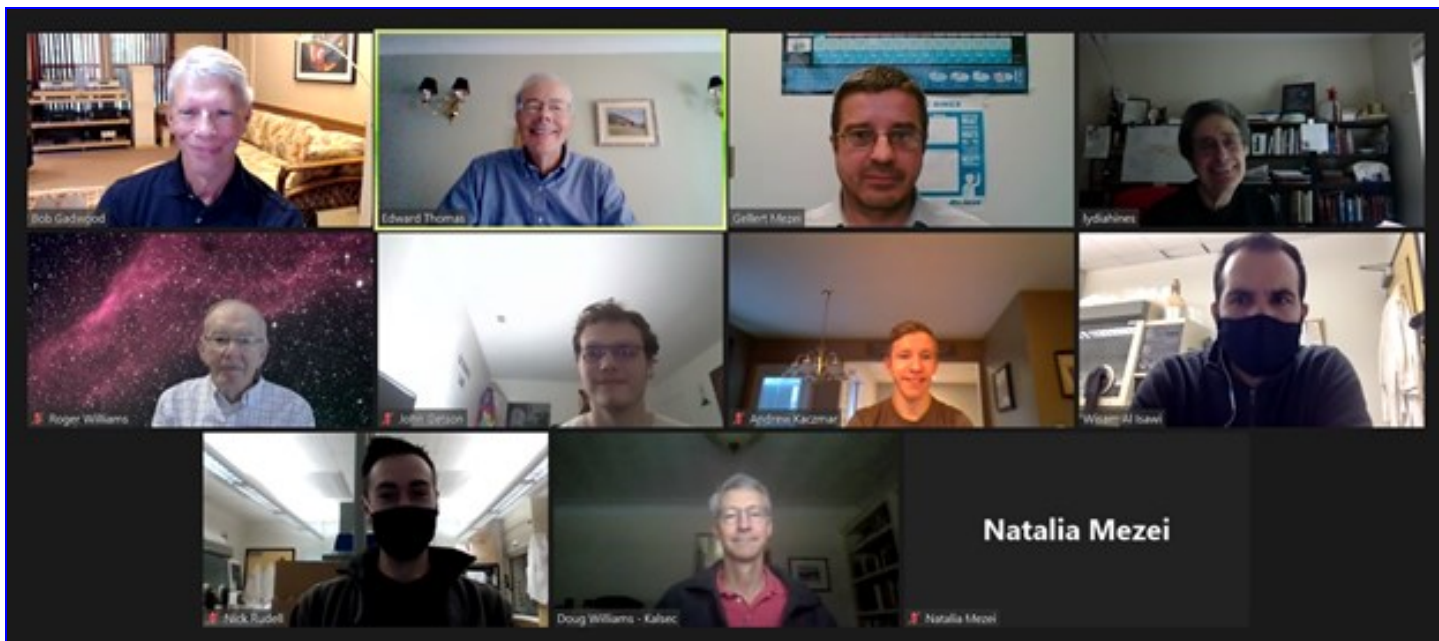 Bob Gadwood
Edward Thomas
Gellert Mezei
lydiahines
Roger Williams
John Getson
Andrew Kaczmar
Wisam Al Isawi
Nick Rudell
Doug Williams - Kalsec
Natalia Mezei
Natalia Mezei